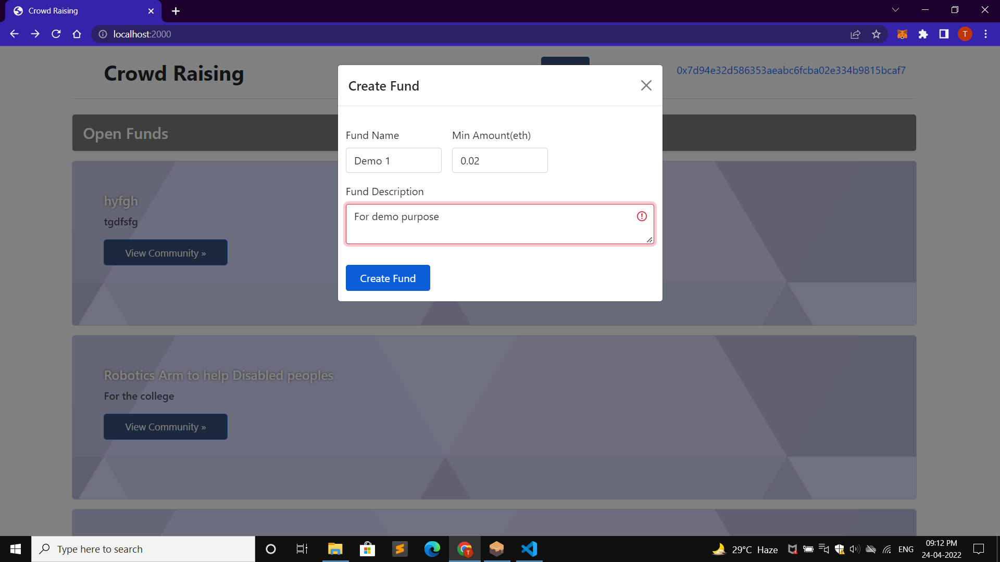 Crowd Raising
localhost:2000
T
Crowd Raising
0x7d94e32d586353aeabc6fcba02e334b9815bcaf7
Create Fund
Open Funds
Fund Name
Min Amount(eth)
Demo 1
0.02
Fund Description
For demo purpose
Create Fund
hyfgh
tgdfsfg
View Community »
Robotics Arm to help Disabled peoples
For the college
View Community »
Type here to search
T
29°C Haze
ENG
09:12 PM
24-04-2022